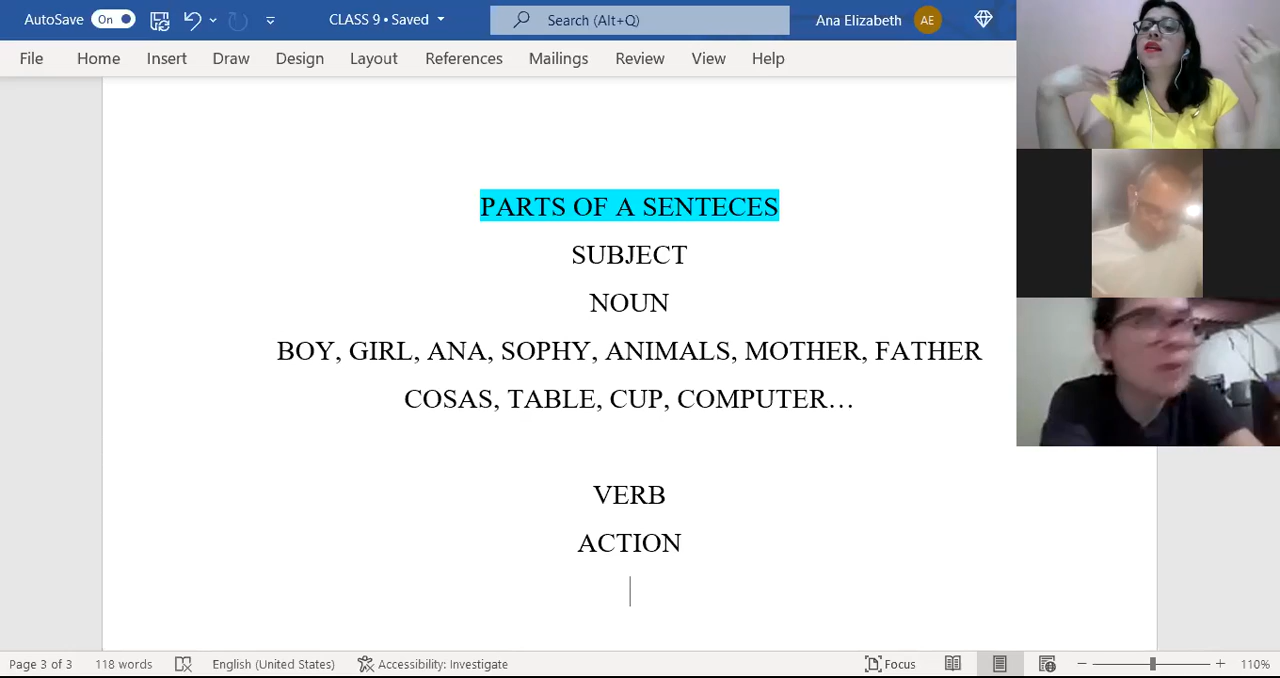 AutoSave On CLASS 9 • Saved Search (Alt+Q) Ana Elizabeth AE
File Home Insert Draw Design Layout References Mailings Review View Help
PARTS OF A SENTECES
SUBJECT
NOUN
BOY, GIRL, ANA, SOPHY, ANIMALS, MOTHER, FATHER
COSAS, TABLE, CUP, COMPUTER…
VERB
ACTION
Page 3 of 3 118 words English (United States) Accessibility: Investigate Focus 110%